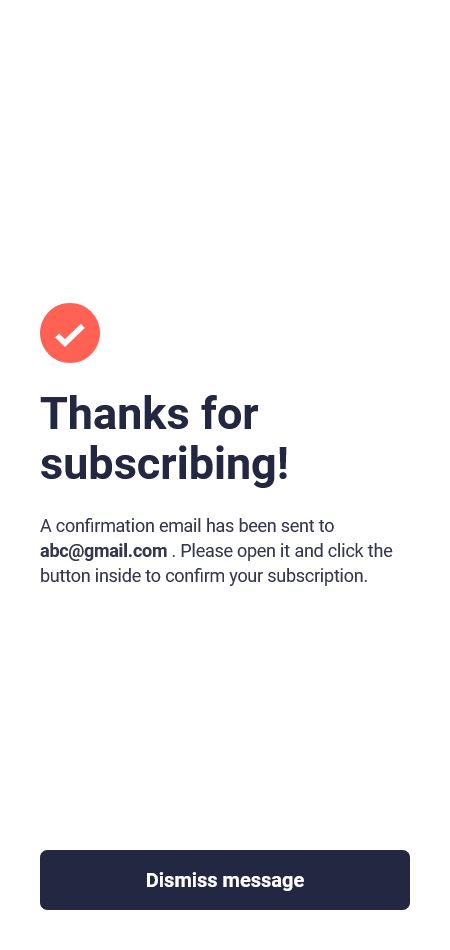 Thanks for
subscribing!
A confirmation email has been sent to
abc@gmail.com . Please open it and click the
button inside to confirm your subscription.
Dismiss message